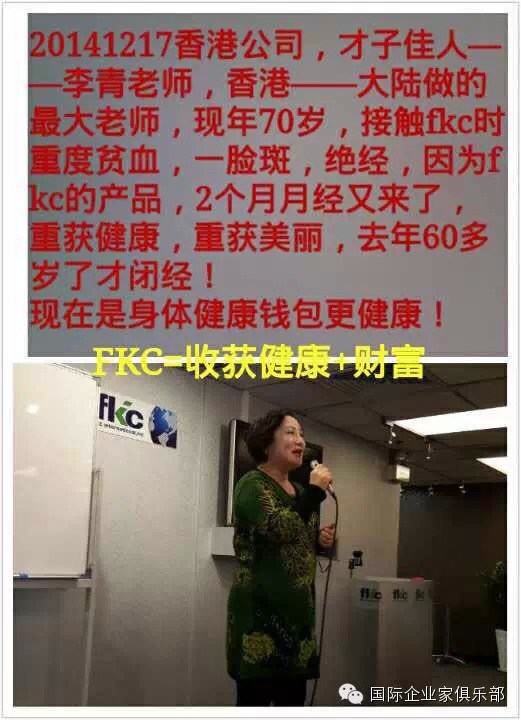 20141217香港公司，才子佳人—
—李青老师，香港——大陆做的
最大老师，现年70岁，接触fkc时
重度贫血，一脸斑，绝经，因为f
kc的产品，2个月月经又来了，
重获健康，重获美丽，去年60多
岁了才闭经！
现在是身体健康钱包更健康！
FKC=收获健康+财富
fkc
fkc
fkc
fkc
国际企业家俱乐部